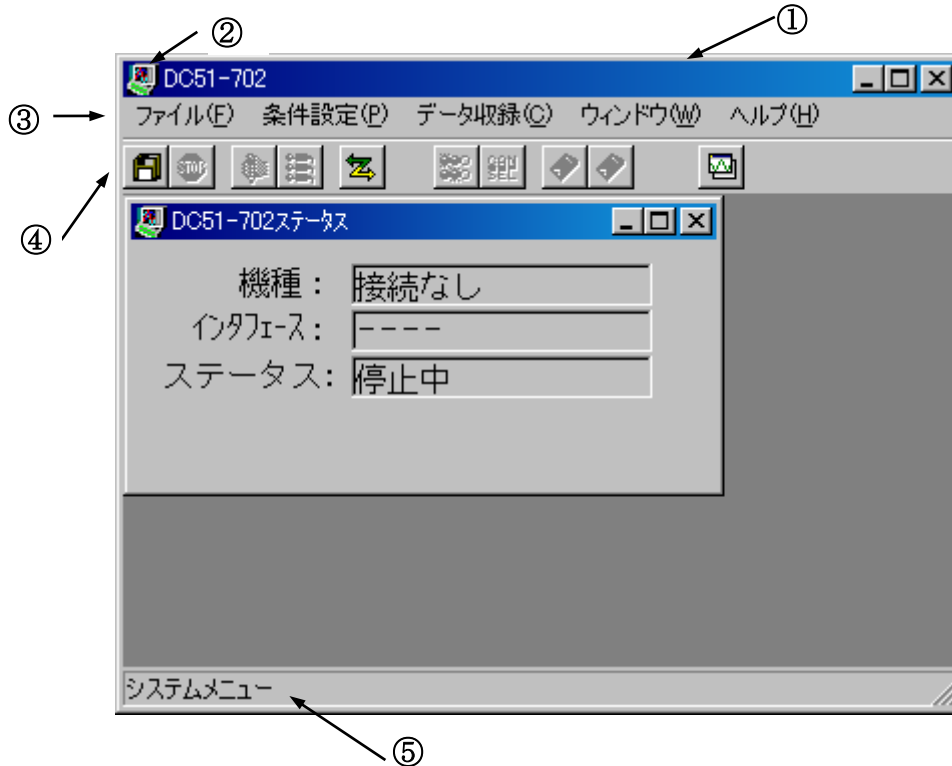 ①
②
DC51-702
③
ファイル(F) 条件設定(P) データ収録(C) ウィンドウ(W) ヘルプ(H)
STOP
④
DC51-702ステータス
機種： 接続なし
インタフェース： ----
ステータス： 停止中
システムメニュー
⑤